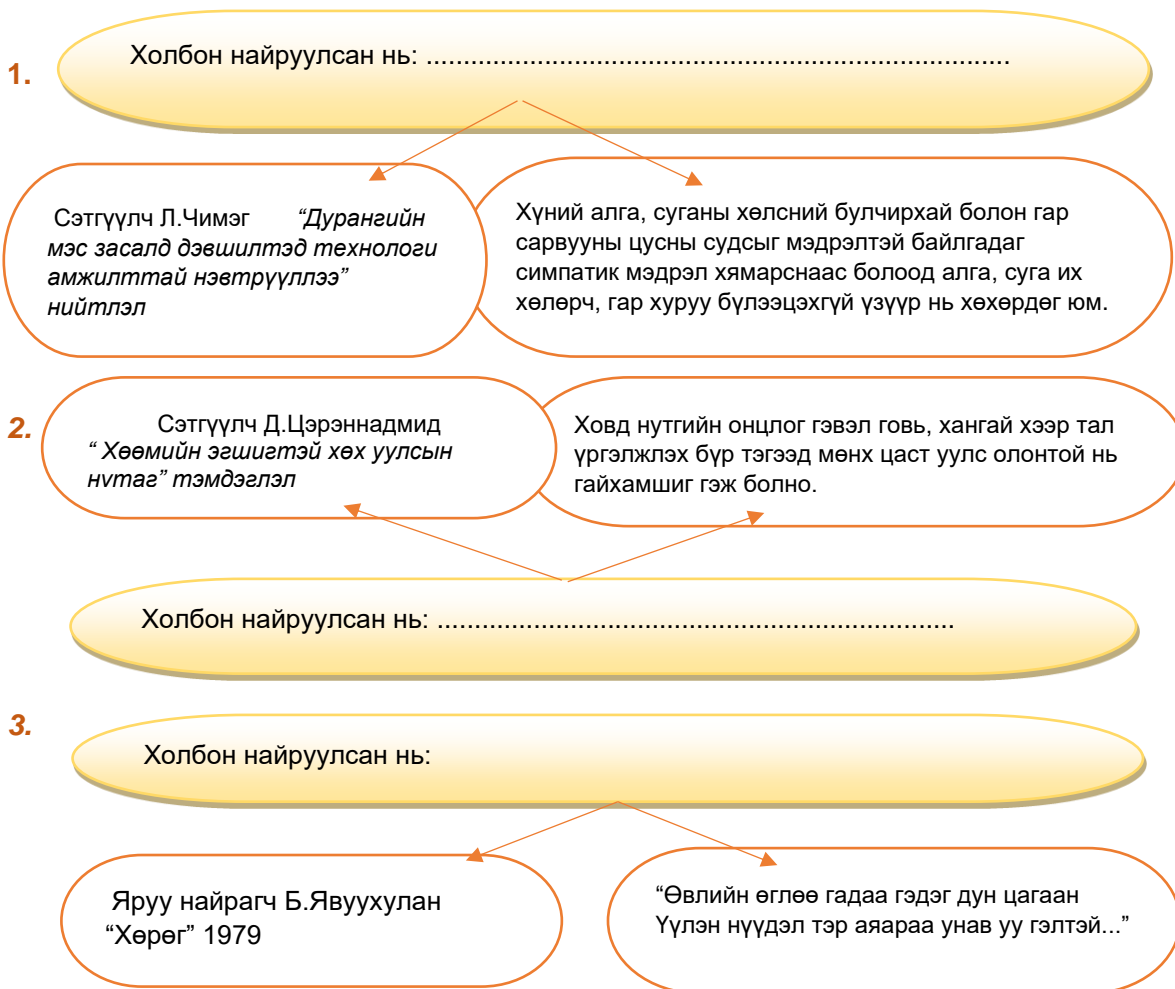 1.
Холбон найруулсан нь: ..............................................................................
Сэтгүүлч Л.Чимэг “Дурангийн
мэс засалд дэвшилтэд технологи
амжилттай нэвтрүүллээ”
нийтлэл
Хүний алга, суганы хөлсний булчирхай болон гар
сарвууны цусны судсыг мэдрэлтэй байлгадаг
симпатик мэдрэл хямарснаас болоод алга, суга их
хөлөрч, гар хуруу бүлээцэхгүй үзүүр нь хөхөрдөг юм.
2.
Сэтгүүлч Д.Цэрэннадмид
“ Хөөмийн эгшигтэй хөх уулсын
нутаг” тэмдэглэл
Ховд нутгийн онцлог гэвэл говь, хангай хээр тал
үргэлжлэх бүр тэгээд мөнх цаст уулс олонтой нь
гайхамшиг гэж болно.
Холбон найруулсан нь: .....................................................................
3.
Холбон найруулсан нь:
Яруу найрагч Б.Явуухулан
“Хөрөг” 1979
“Өвлийн өглөө гадаа гэдэг дун цагаан
Үүлэн нүүдэл тэр аяараа унав уу гэлтэй...”